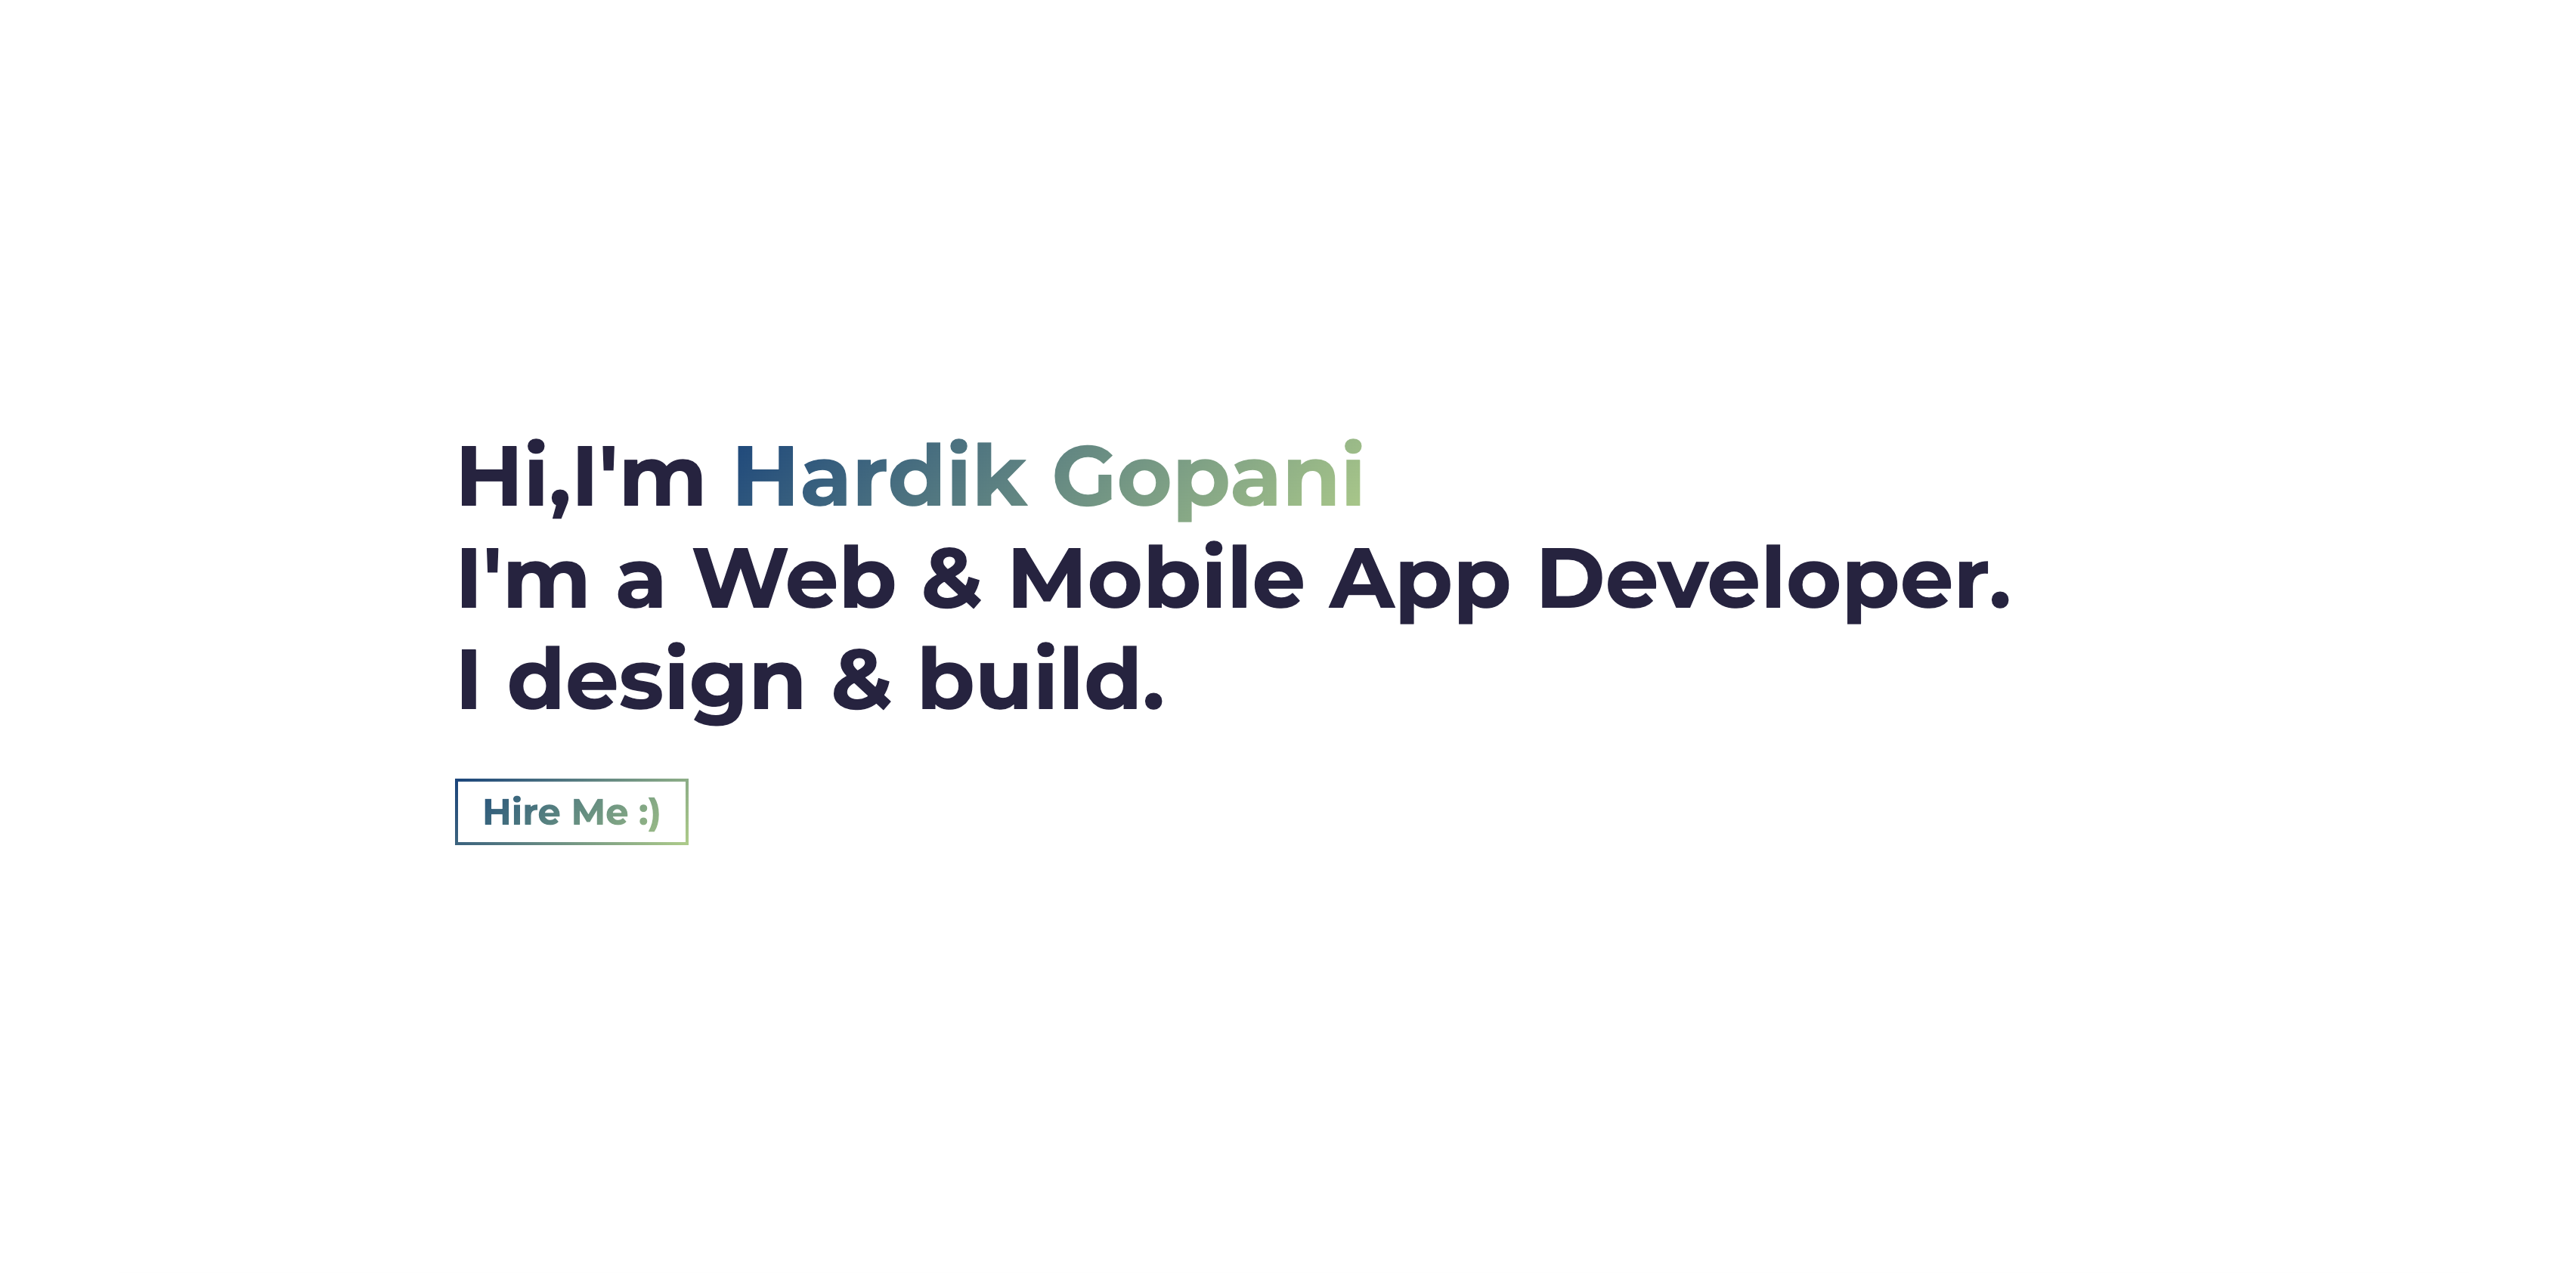 Hi,I'm Hardik Gopani
I'm a Web & Mobile App Developer.
I design & build.
Hire Me :)